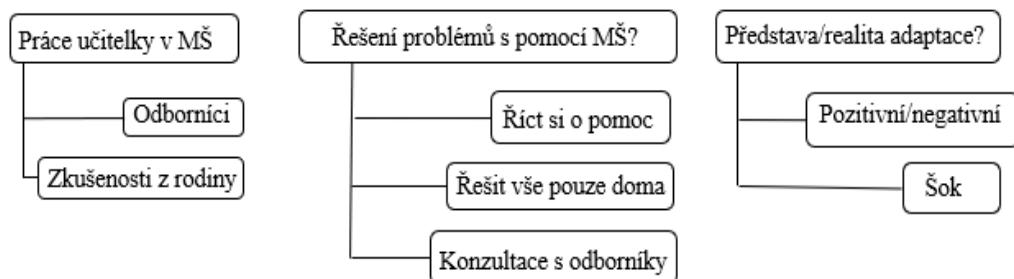 Práce učitelky v MŠ
Odborníci
Zkušenosti z rodiny
Řešení problémů s pomocí MŠ?
Říct si o pomoc
Řešit vše pouze doma
Konzultace s odborníky
Představa/realita adaptace?
Pozitivní/negativní
Šok